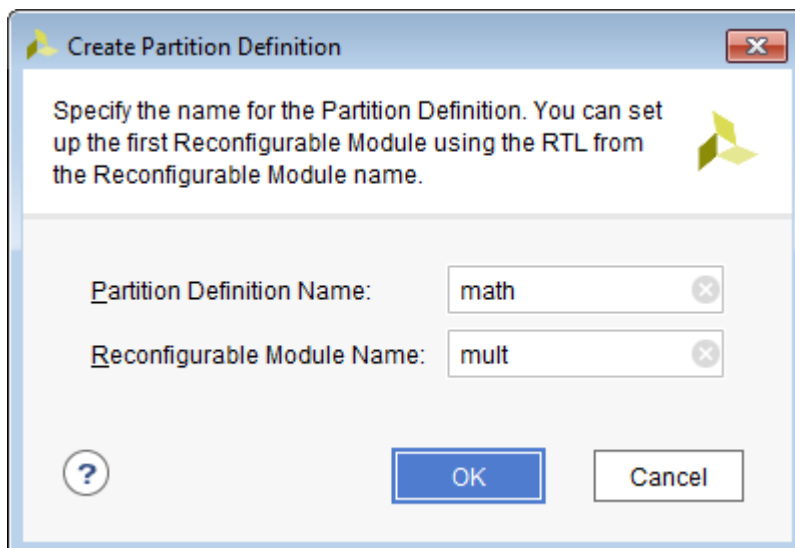 Create Partition Definition
Specify the name for the Partition Definition. You can set
up the first Reconfigurable Module using the RTL from
the Reconfigurable Module name.
Partition Definition Name: math
Reconfigurable Module Name: mult
? OK Cancel